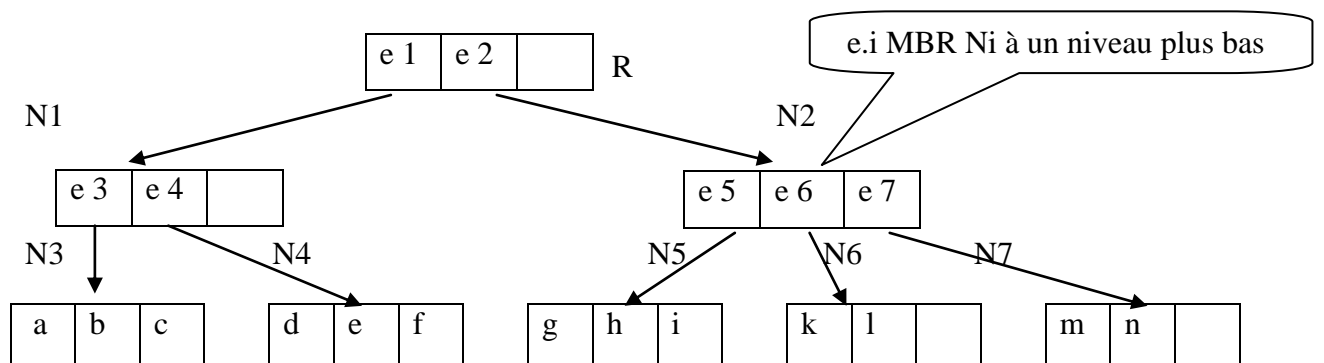 e.i MBR Ni à un niveau plus bas
e 1 e 2 R
N1 N2
e 3 e 4 e 5 e 6 e 7
N3 N4 N5 N6 N7
a b c d e f g h i k l m n